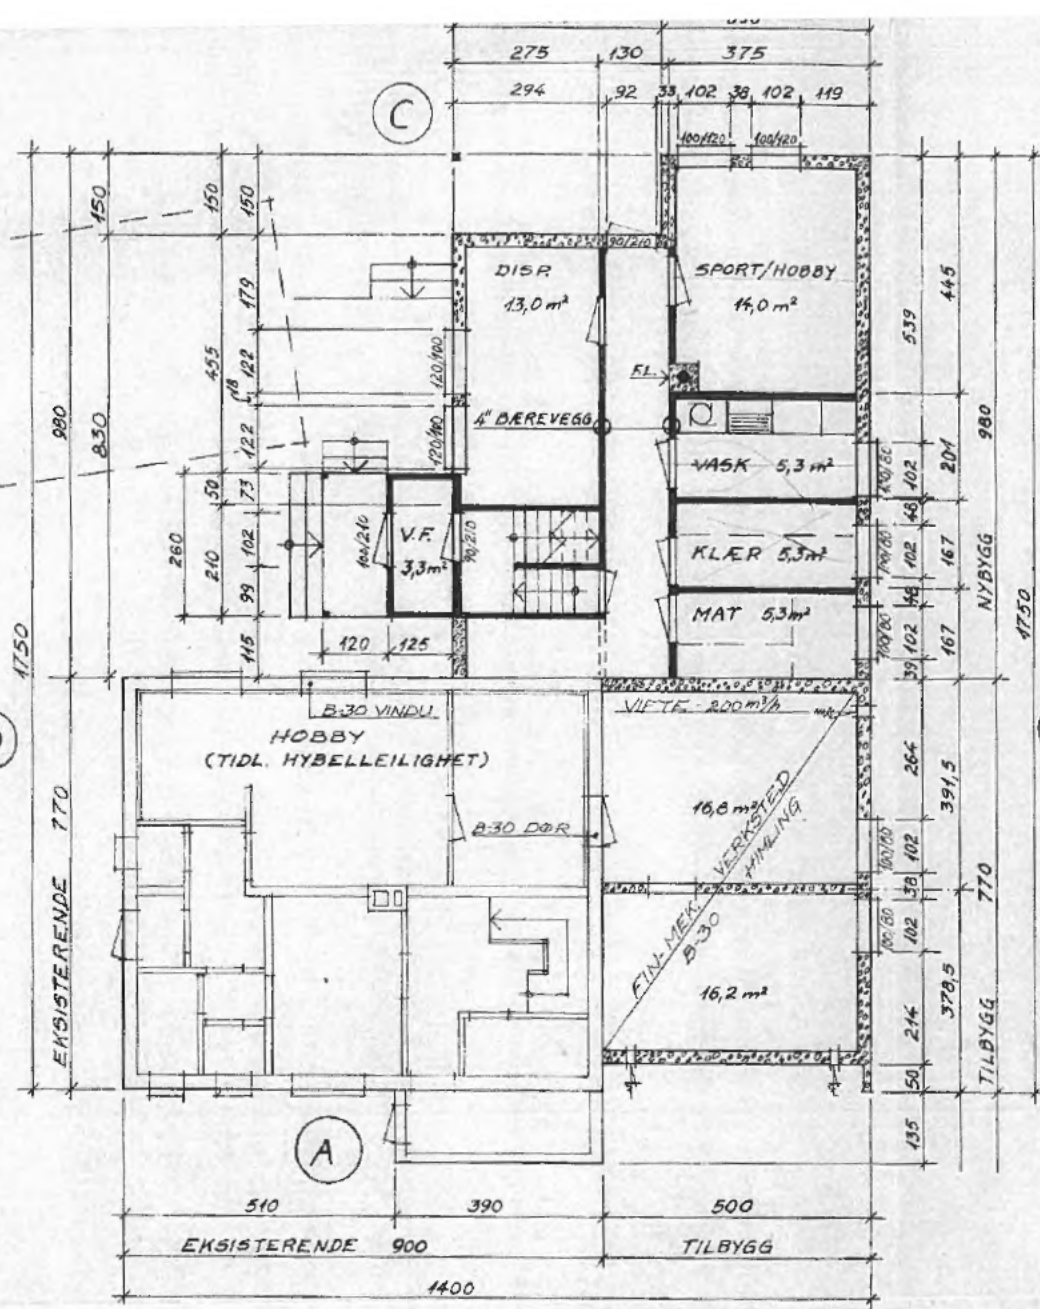 275 130 375
294 92 33 102 38 102 119
C
100/120 100/120
150 150 150
90/210
DISP.
13,0 m²
SPORT/HOBBY
14,0 m²
179
445
539
455
122
120/100
F.L.
18
980
830
4" BÆREVEGG
122
120/110
980
VASK 5,3 m²
100/80
102
201
50
73
48
260
210
102
100/210
V.F.
3,3 m²
90/210
KLÆR 5,3 m²
100/80
102
167
NYBYGG
99
48
MAT 5,3 m²
100/80
102
167
1750
1750
115
120 125
39
B-30 VINDU
VIFTE - 200 m³/h
HOBBY
(TIDL. HYBELLEILIGHET)
264
391,5
16,8 m²
B-30 DØR
FIN-MEK. VERKSTED
B-30 HIMLING
100/80
102
EKSISTERENDE 770
38
770
100/80
102
16,2 m²
378,5
214
TILBYGG
50
135
A
510 390 500
EKSISTERENDE 900 TILBYGG
1400